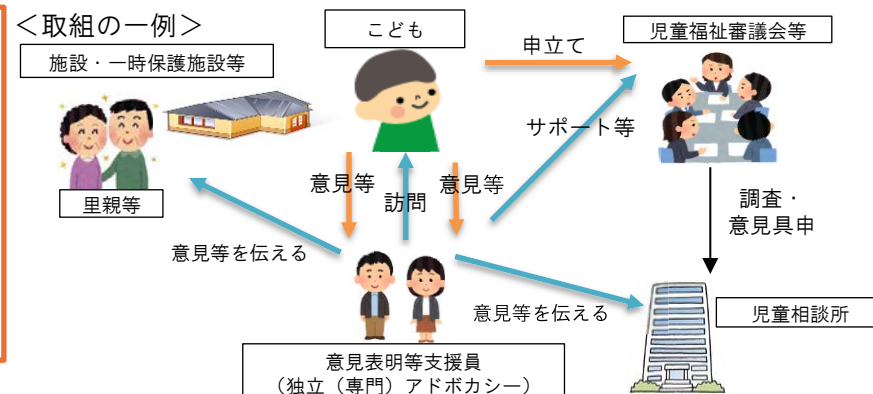 ＜取組の一例＞
こども
児童福祉審議会等
施設・一時保護施設等
申立て
サポート等
意見等
訪問
意見等
里親等
調査・
意見具申
意見等を伝える
意見等を伝える
児童相談所
意見表明等支援員
（独立（専門）アドボカシー）